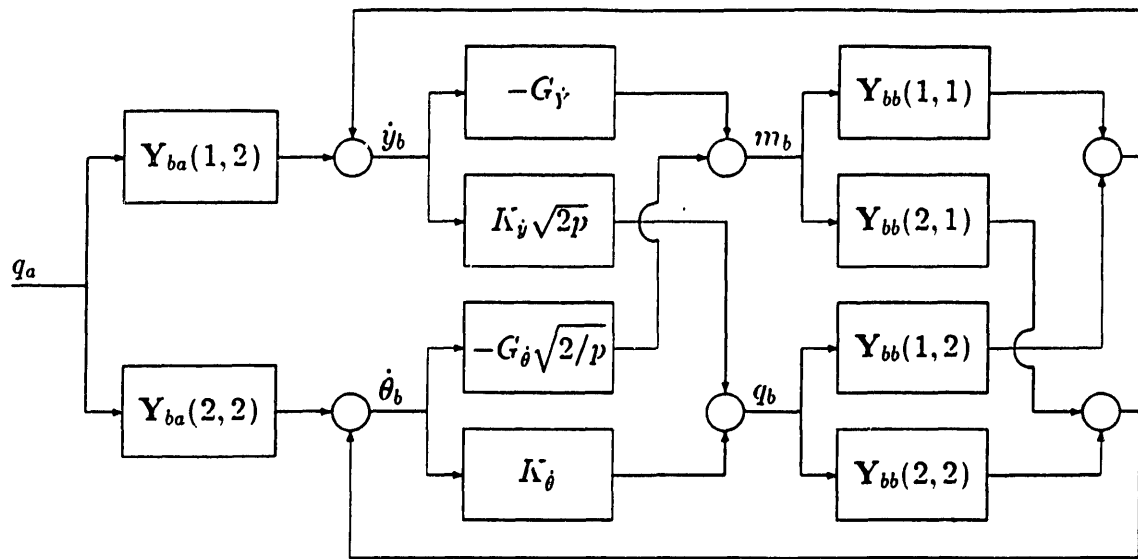 −G_Ẏ
Y_bb(1,1)
ẏ_b
m_b
Y_ba(1,2)
K_ẏ√2p
Y_bb(2,1)
q_a
−G_θ̇√2/p
Y_bb(1,2)
θ̇_b
q_b
Y_ba(2,2)
K_θ̇
Y_bb(2,2)